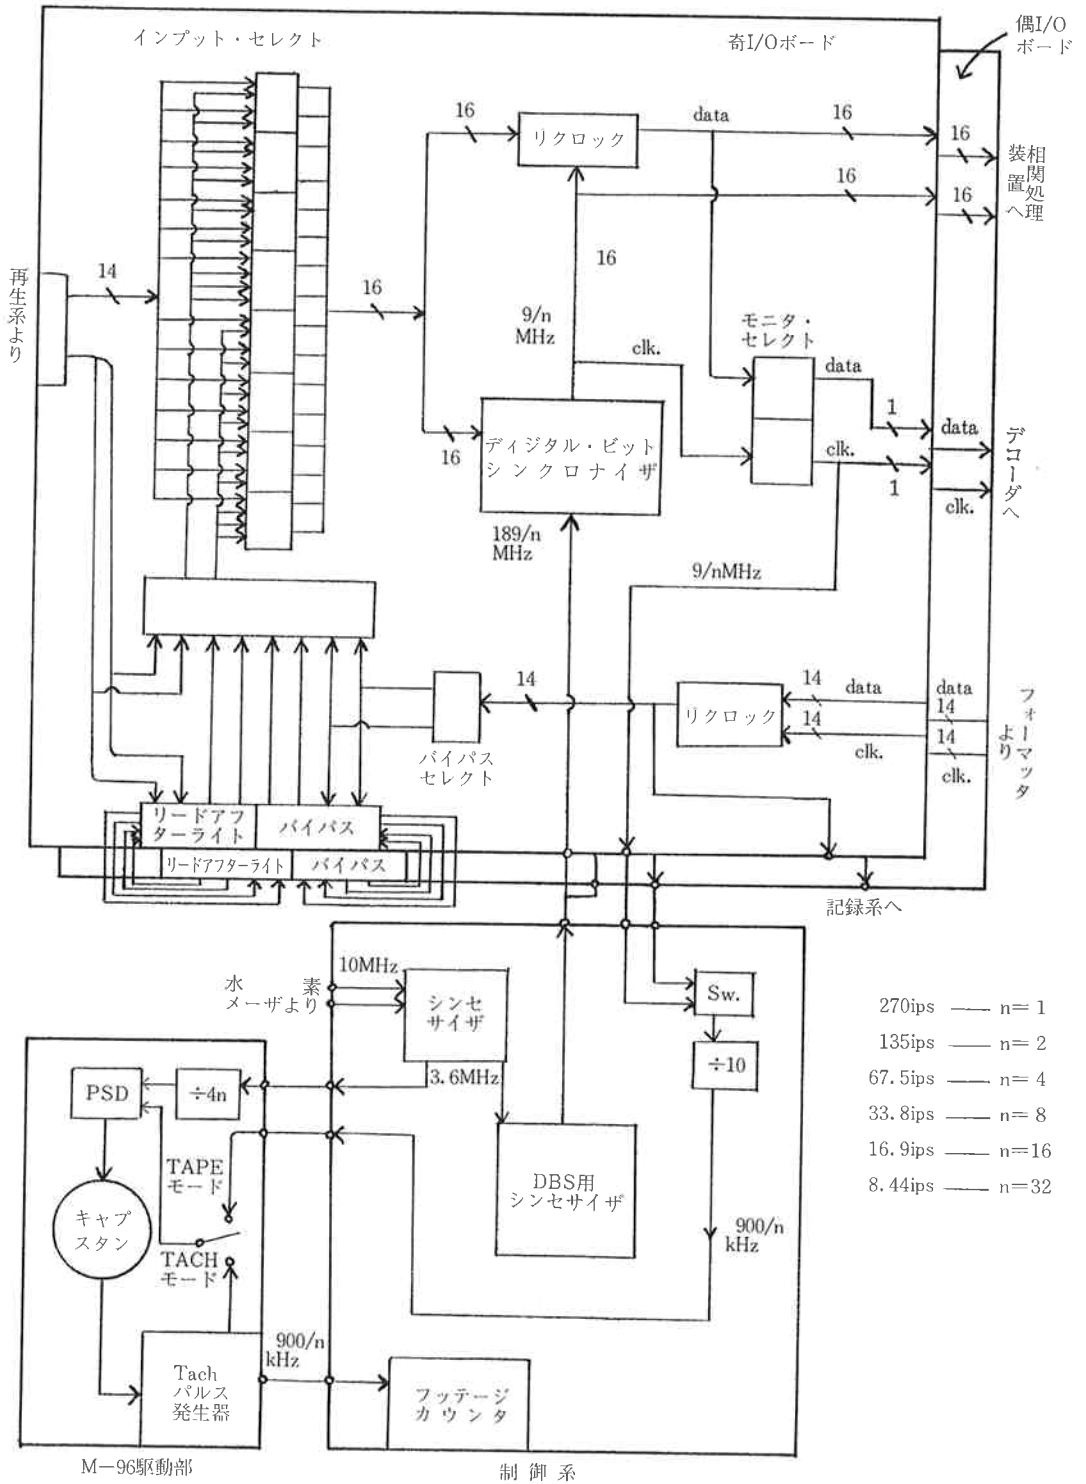 インプット・セレクト
奇I/Oボード
偶I/O
ボード
16
リクロック
data
16
16
16
16
相関処理
装置へ
再生系より
14
16
16
9/n
MHz
clk.
モニタ・
セレクト
data
1
data
clk.
1
clk.
デコーダへ
16
ディジタル・ビット
シンクロナイザ
189/n
MHz
9/nMHz
14
バイパス
セレクト
リクロック
14
data
14
clk.
data
14
14
clk.
フォーマッタ
より
リードアフ
ターライト
バイパス
リードアフターライト
バイパス
記録系へ
水 素
メーザより
10MHz
シンセ
サイザ
3.6MHz
Sw.
÷10
270ips — n= 1
135ips — n= 2
67.5ips — n= 4
33.8ips — n= 8
16.9ips — n=16
8.44ips — n=32
PSD
÷4n
TAPE
モード
キャプ
スタン
TACH
モード
DBS用
シンセサイザ
900/n
kHz
Tach
パルス
発生器
900/n
kHz
フッテージ
カウンタ
M-96駆動部
制 御 系